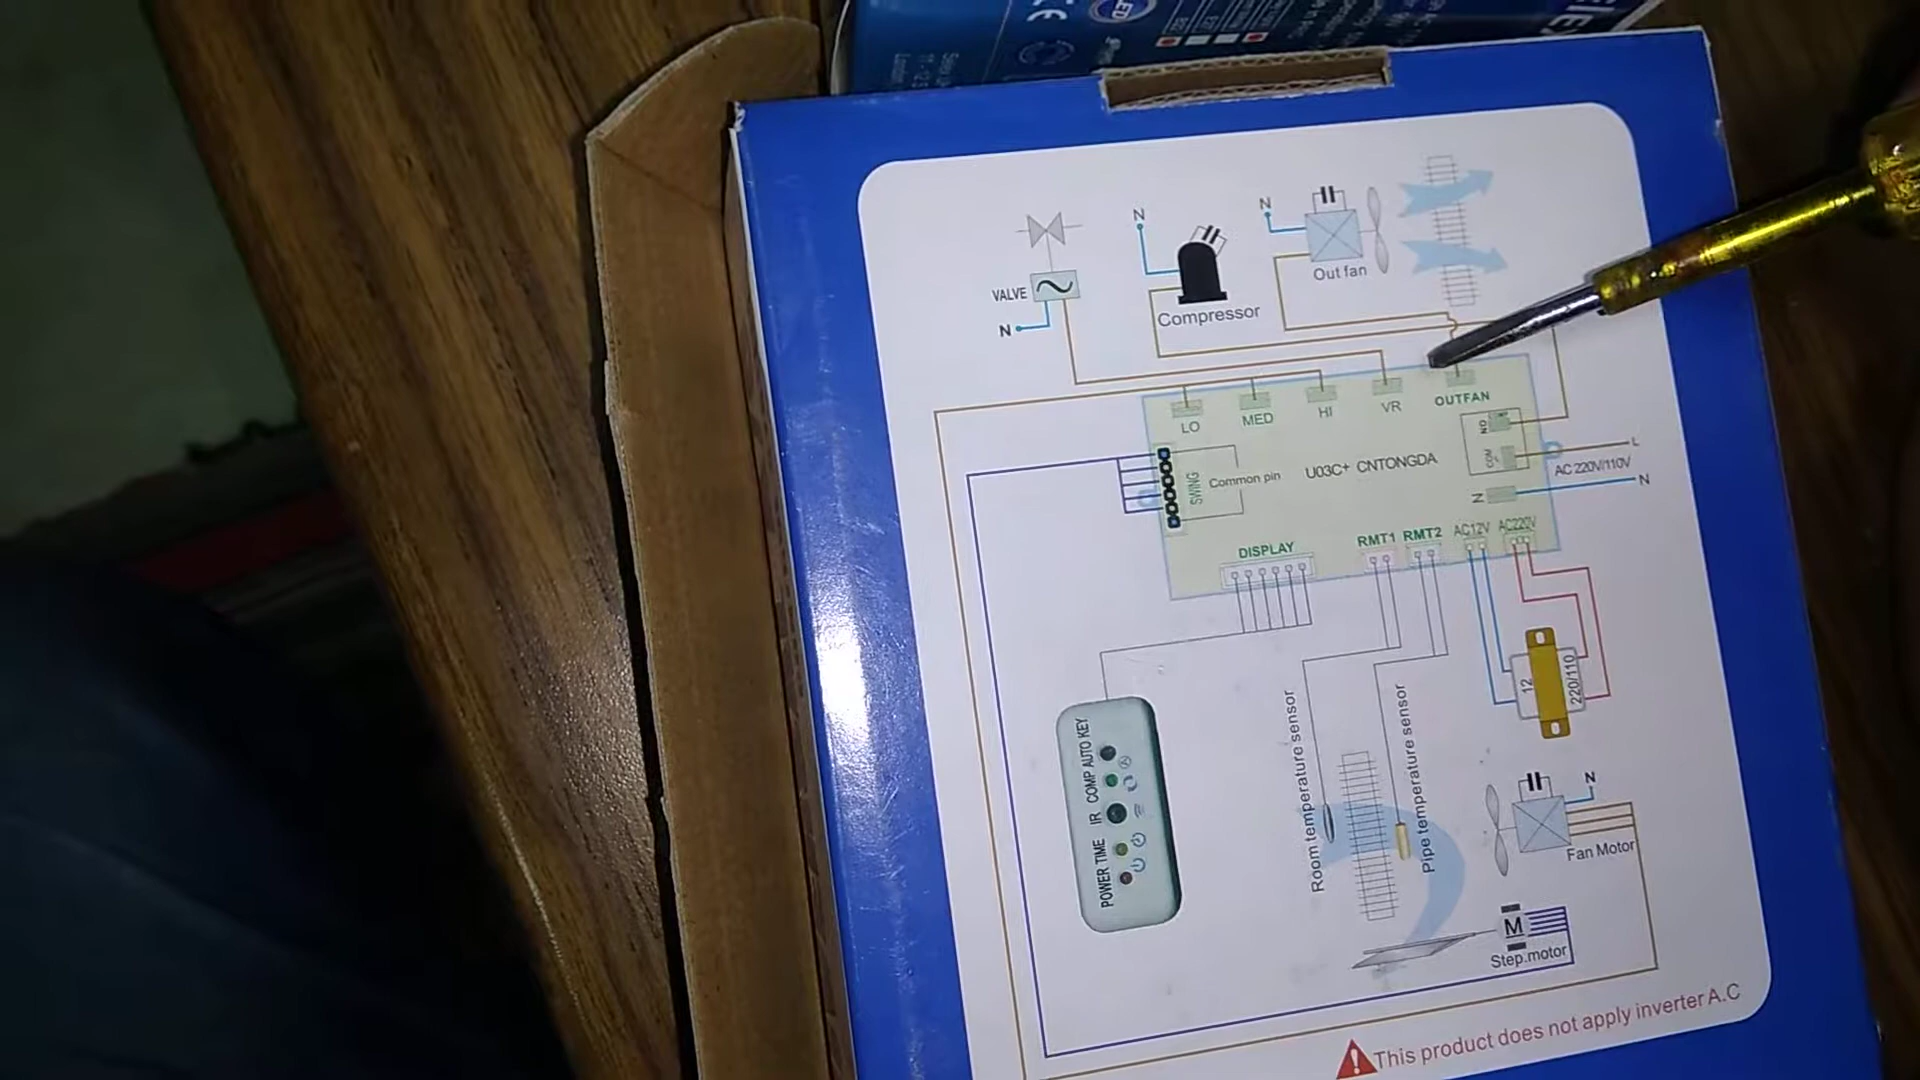 CE
LED
N
N
Out fan
VALVE
N
Compressor
LO
MED
HI
VR
OUTFAN
NO
COM
L
AC 220V/110V
N
N
SWING
Common pin
U03C+ CNTONGDA
DISPLAY
RMT1
RMT2
AC12V
AC220V
12
220/110
POWER TIME IR COMP AUTO KEY
Room temperature sensor
Pipe temperature sensor
N
Fan Motor
M
Step.motor
This product does not apply inverter A.C